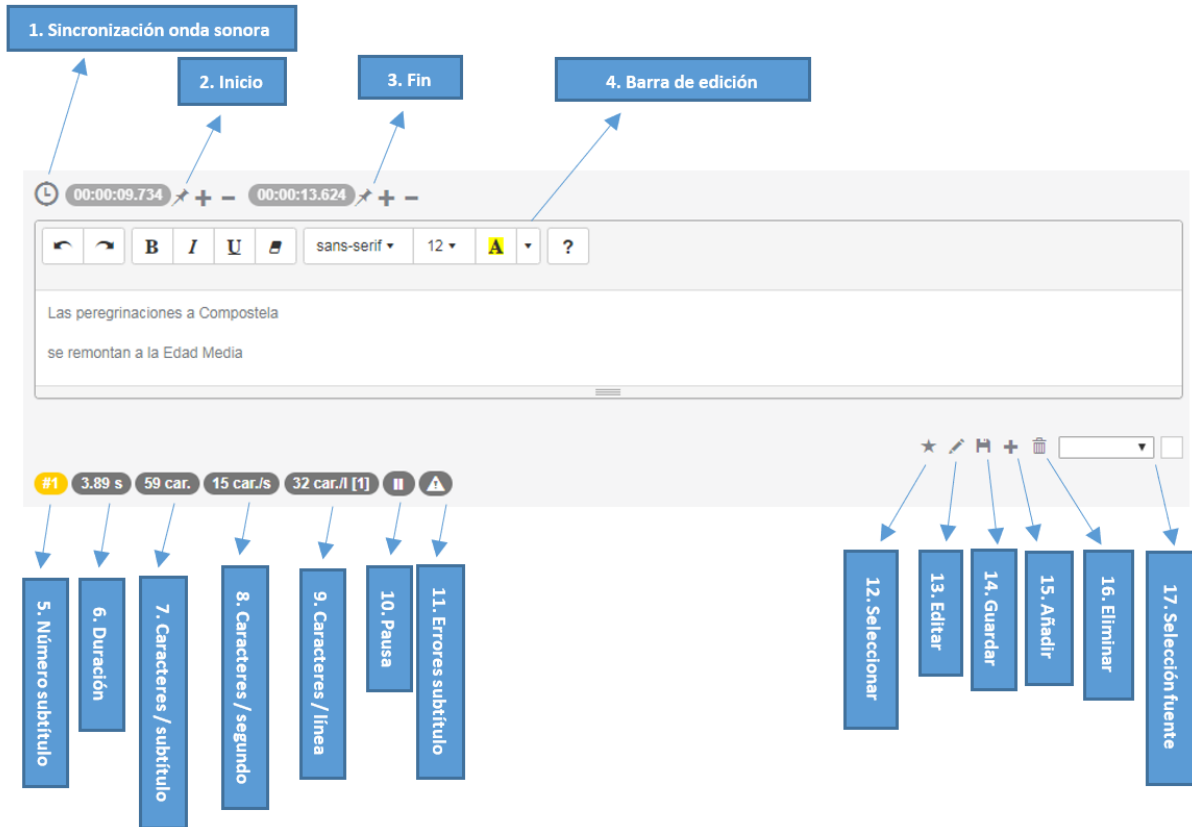 1. Sincronización onda sonora
2. Inicio
3. Fin
4. Barra de edición
00:00:09.734
00:00:13.624
B I U sans-serif 12 A ?
Las peregrinaciones a Compostela
se remontan a la Edad Media
#1 3.89 s 59 car. 15 car./s 32 car./l [1]
5. Número subtítulo
6. Duración
7. Caracteres / subtítulo
8. Caracteres / segundo
9. Caracteres / línea
10. Pausa
11. Errores subtítulo
12. Seleccionar
13. Editar
14. Guardar
15. Añadir
16. Eliminar
17. Selección fuente